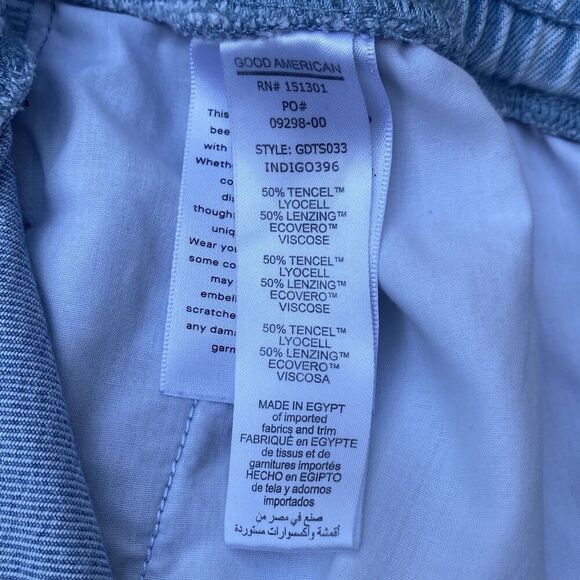 GOOD AMERICAN
RN# 151301
PO#
09298-00
STYLE: GDTS033
INDIGO396
50% TENCEL™
LYOCELL
50% LENZING™
ECOVERO™
VISCOSE
50% TENCEL™
LYOCELL
50% LENZING™
ECOVERO™
VISCOSE
50% TENCEL™
LYOCELL
50% LENZING™
ECOVERO™
VISCOSA
MADE IN EGYPT
of imported
fabrics and trim
FABRIQUÉ EN EGYPTE
de tissus et de
garnitures importés
HECHO EN EGIPTO
de tela y adornos
importados
صنع في مصر من
أقمشة وأكسسوارات مستوردة
This
bee
with
Wheth
co
dis
though
uniq
Wear you
some co
may
embell
scratche
any dama
garn